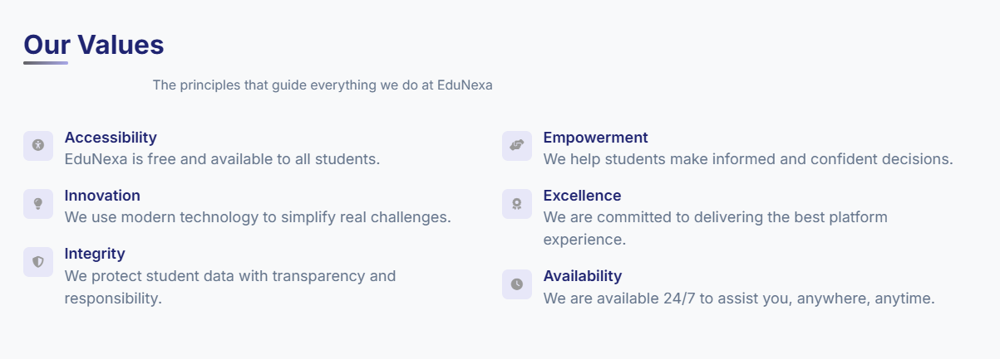 Our Values
The principles that guide everything we do at EduNexa
Accessibility
EduNexa is free and available to all students.
Innovation
We use modern technology to simplify real challenges.
Integrity
We protect student data with transparency and
responsibility.
Empowerment
We help students make informed and confident decisions.
Excellence
We are committed to delivering the best platform
experience.
Availability
We are available 24/7 to assist you, anywhere, anytime.